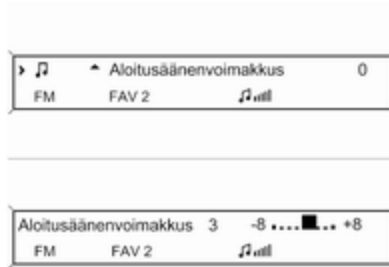 Aloitusäänenvoimakkus 0
FM FAV 2
Aloitusäänenvoimakkus 3 -8 +8
FM FAV 2